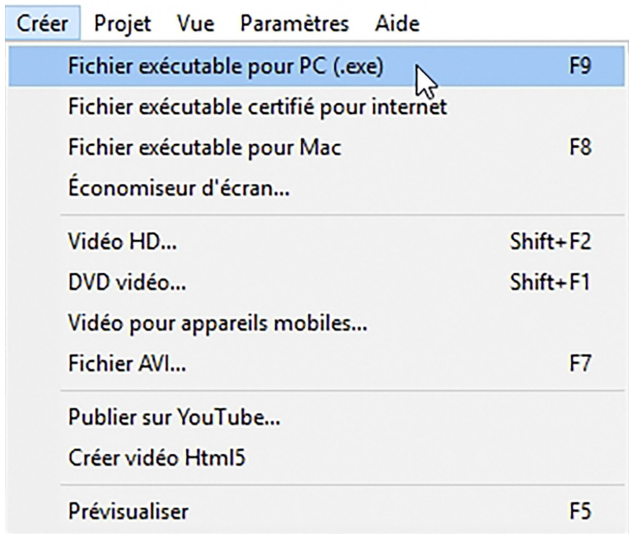 Créer Projet Vue Paramètres Aide
Fichier exécutable pour PC (.exe) F9
Fichier exécutable certifié pour internet
Fichier exécutable pour Mac F8
Économiseur d'écran...
Vidéo HD... Shift+F2
DVD vidéo... Shift+F1
Vidéo pour appareils mobiles...
Fichier AVI... F7
Publier sur YouTube...
Créer vidéo Html5
Prévisualiser F5